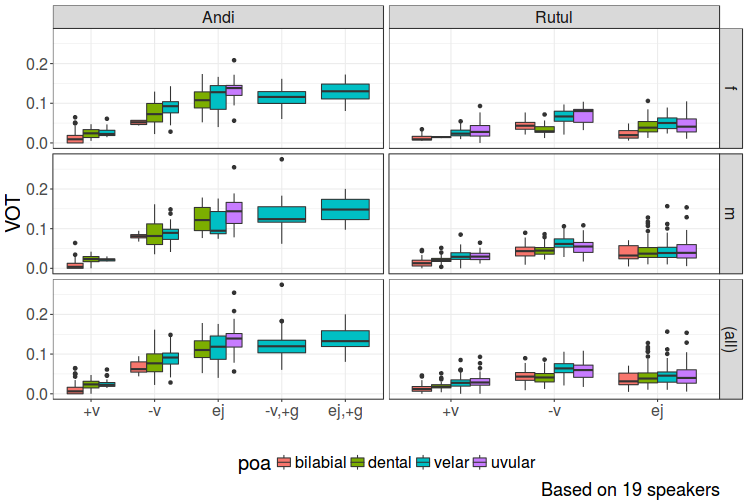 Andi Rutul
VOT
0.2
0.1
0.0
f
0.2
0.1
0.0
m
0.2
0.1
0.0
(all)
+v -v ej -v,+g ej,+g +v -v ej
poa bilabial dental velar uvular
Based on 19 speakers